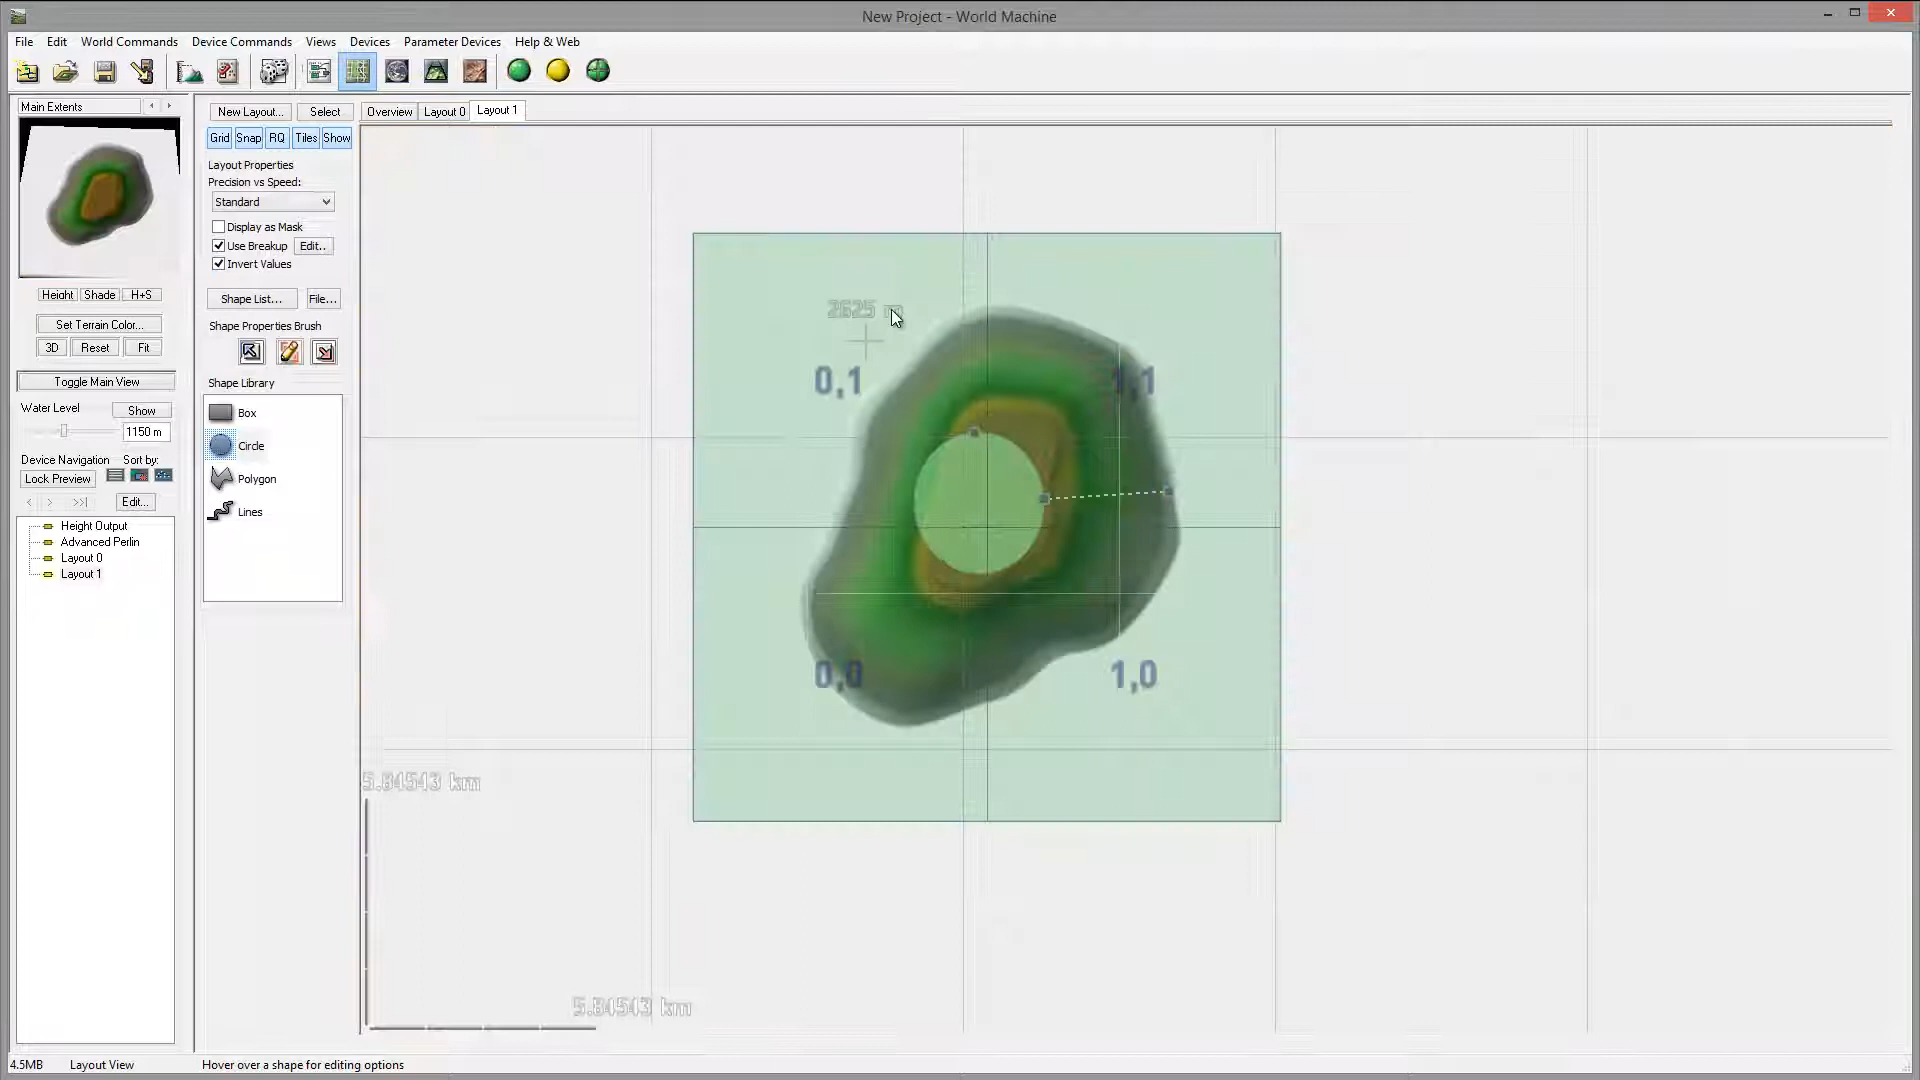 New Project - World Machine
File Edit World Commands Device Commands Views Devices Parameter Devices Help & Web
Main Extents
New Layout... Select Overview Layout 0 Layout 1
Grid Snap RQ Tiles Show
Layout Properties
Precision vs Speed:
Standard
Display as Mask
Use Breakup Edit..
Invert Values
Height Shade H+S
Shape List... File...
Set Terrain Color...
Shape Properties Brush
3D Reset Fit
Toggle Main View
Shape Library
Water Level Show
1150 m
Box
Circle
Polygon
Lines
Device Navigation Sort by:
Lock Preview
< > >>| Edit...
Height Output
Advanced Perlin
Layout 0
Layout 1
2625 m
0,1 1,1
0,0 1,0
5.84543 km
5.84543 km
4.5MB Layout View Hover over a shape for editing options